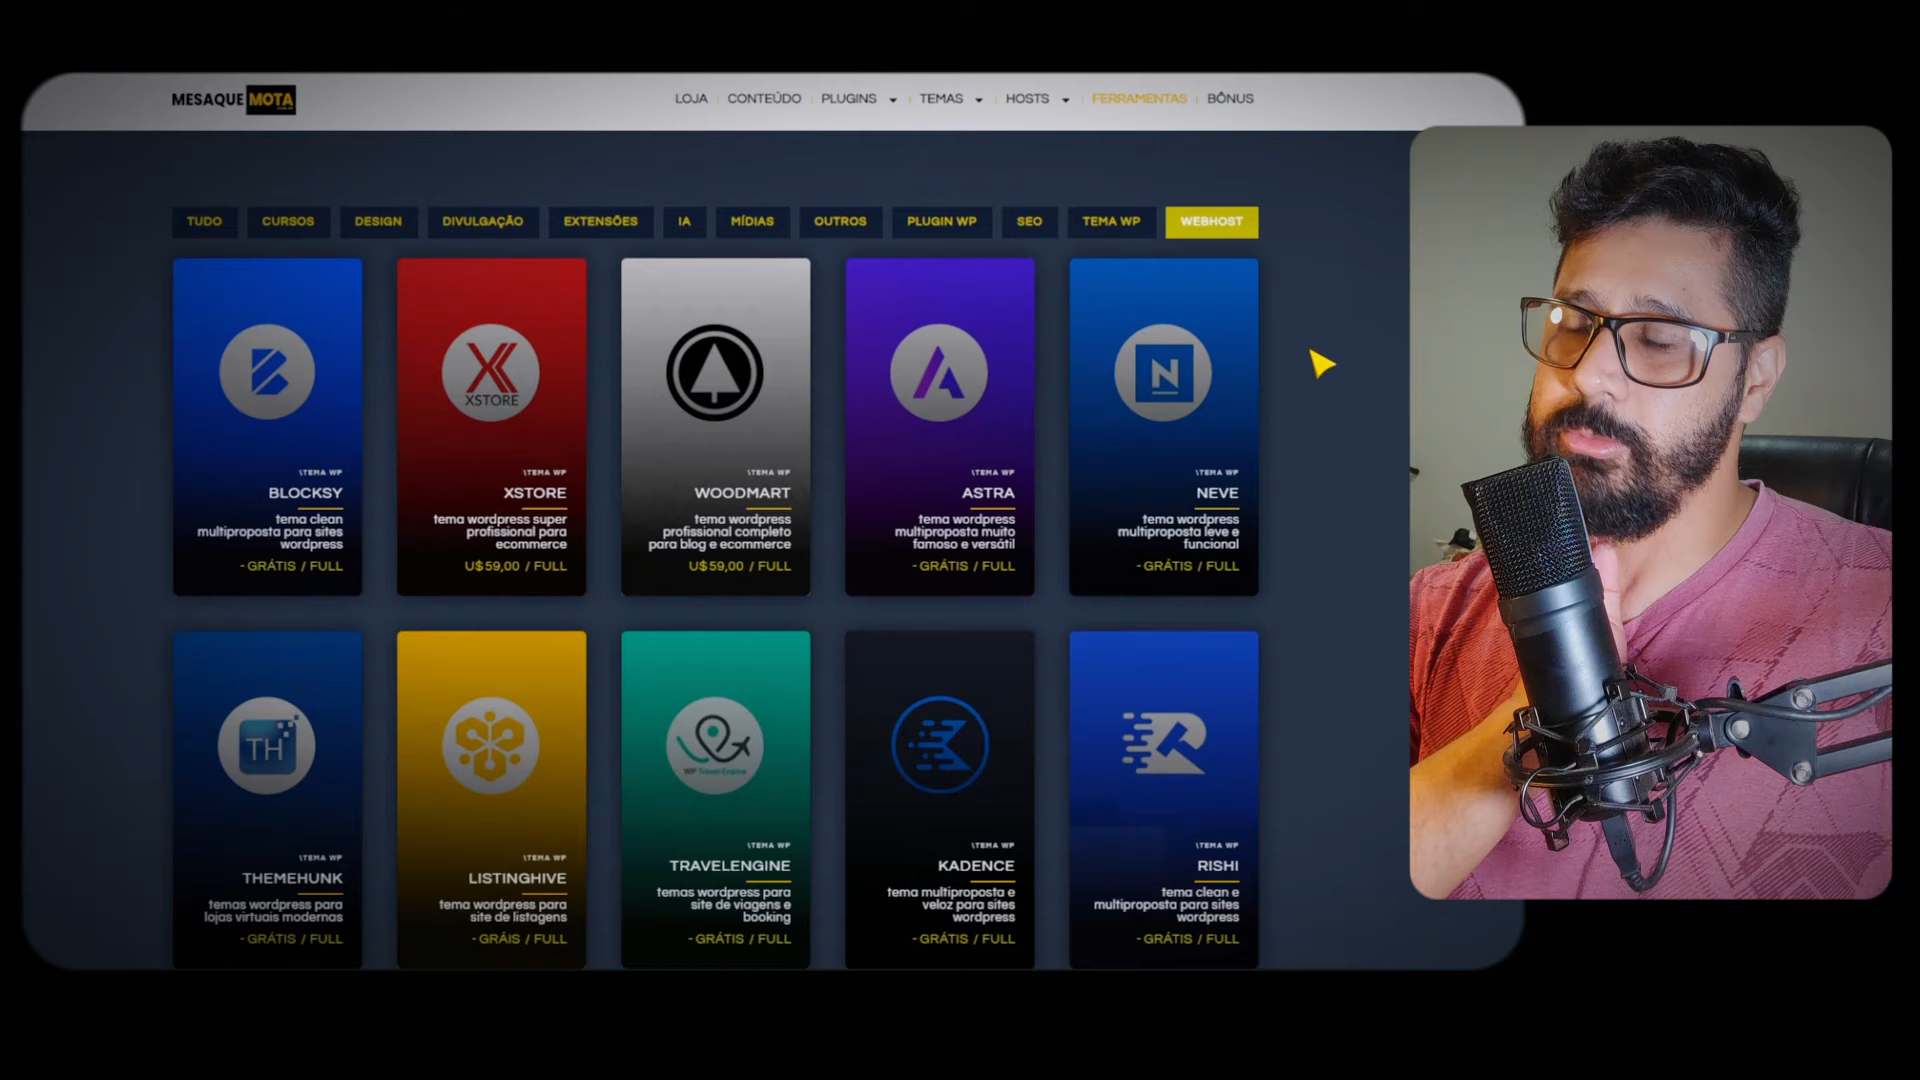 MESAQUE MOTA
LOJA CONTEÚDO PLUGINS TEMAS HOSTS FERRAMENTAS BÔNUS
TUDO CURSOS DESIGN DIVULGAÇÃO EXTENSÕES IA MÍDIAS OUTROS PLUGIN WP SEO TEMA WP WEBHOST
\TEMA WP
BLOCKSY
tema clean
multiproposta para sites
wordpress
- GRÁTIS / FULL
XSTORE
\TEMA WP
XSTORE
tema wordpress super
profissional para
ecommerce
U$59,00 / FULL
\TEMA WP
WOODMART
tema wordpress
profissional completo
para blog e ecommerce
U$59,00 / FULL
\TEMA WP
ASTRA
tema wordpress
multiproposta muito
famoso e versátil
- GRÁTIS / FULL
N
\TEMA WP
NEVE
tema wordpress
multiproposta leve e
funcional
- GRÁTIS / FULL
TH
\TEMA WP
THEMEHUNK
temas wordpress para
lojas virtuais modernas
- GRÁTIS / FULL
\TEMA WP
LISTINGHIVE
tema wordpress para
site de listagens
- GRÁIS / FULL
WP Travel Engine
\TEMA WP
TRAVELENGINE
temas wordpress para
site de viagens e
booking
- GRÁTIS / FULL
\TEMA WP
KADENCE
tema multiproposta e
veloz para sites
wordpress
- GRÁTIS / FULL
\TEMA WP
RISHI
tema clean e
multiproposta para sites
wordpress
- GRÁTIS / FULL